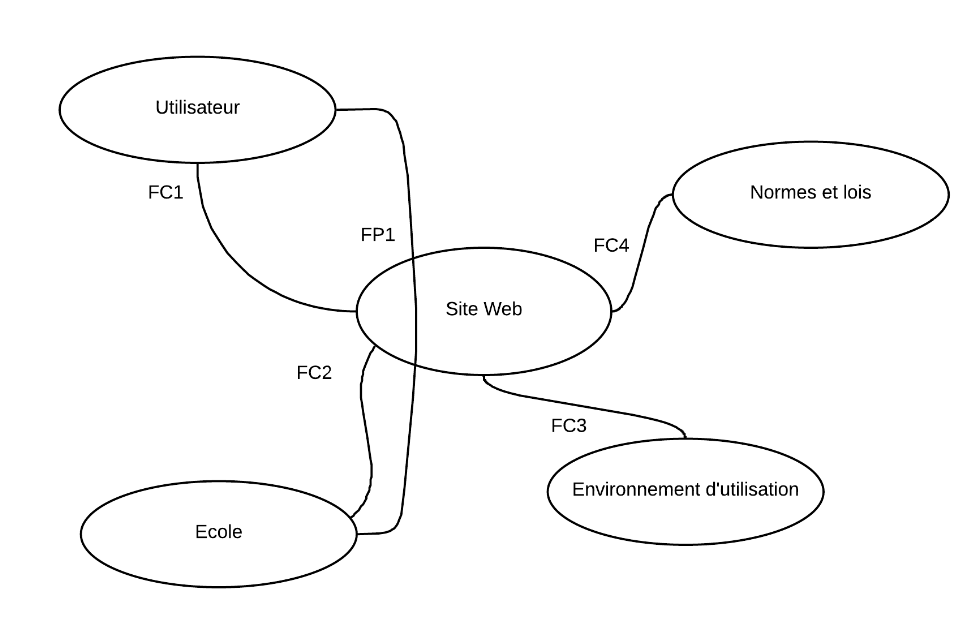 Utilisateur
FC1
Normes et lois
FP1
FC4
Site Web
FC2
FC3
Environnement d'utilisation
Ecole